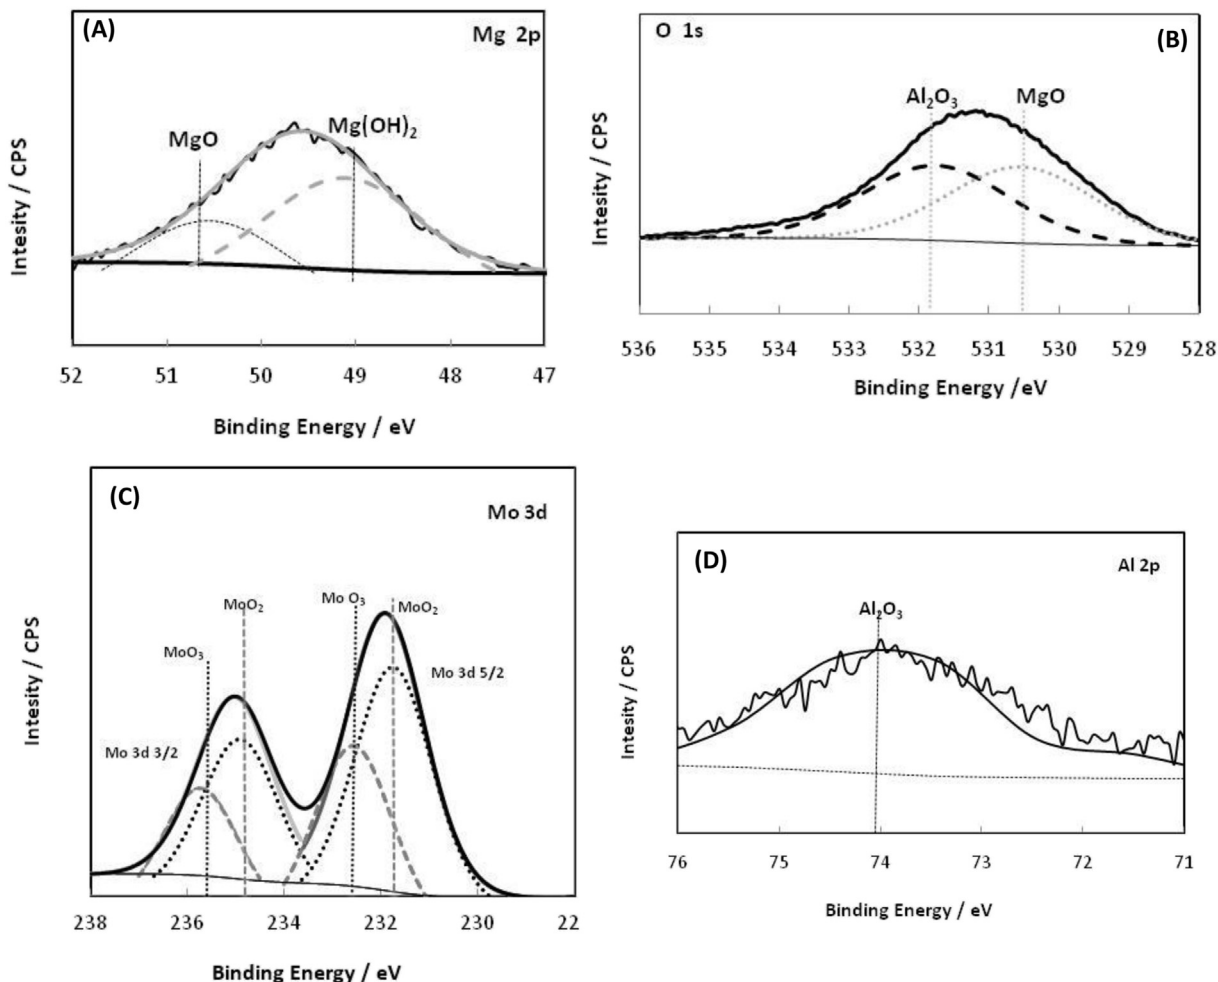 (A)
Mg 2p
MgO
Mg(OH)₂
Intesity / CPS
52 51 50 49 48 47
Binding Energy / eV
O 1s
(B)
Al₂O₃
MgO
Intesity / CPS
536 535 534 533 532 531 530 529 528
Binding Energy /eV
(C)
Mo 3d
MoO₃
MoO₂
Mo O₃
MoO₂
Mo 3d 3/2
Mo 3d 5/2
Intesity / CPS
238 236 234 232 230 22
Binding Energy / eV
(D)
Al 2p
Al₂O₃
Intesity / CPS
76 75 74 73 72 71
Binding Energy / eV